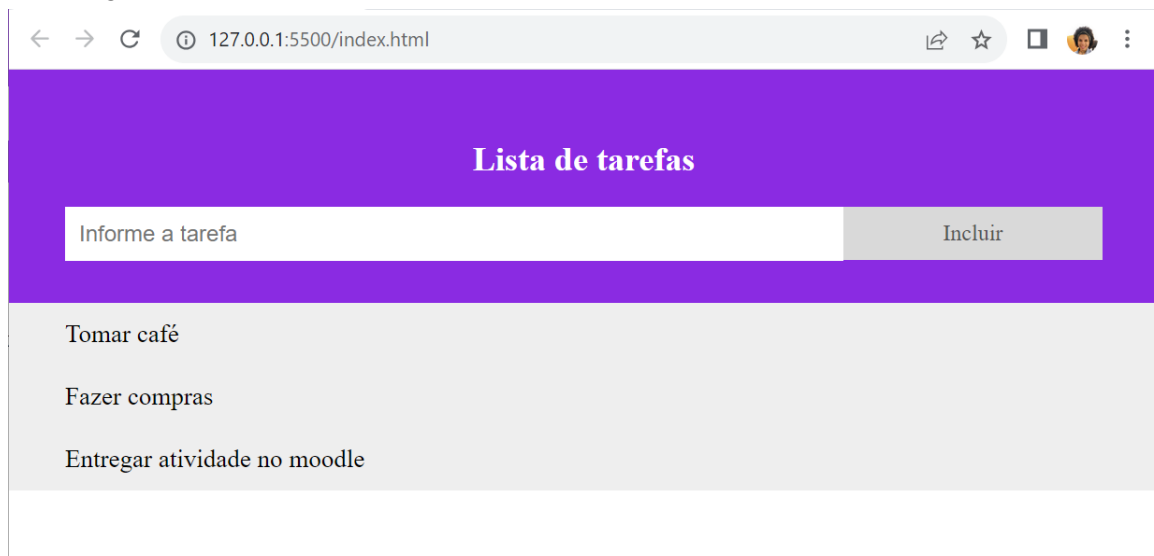 127.0.0.1:5500/index.html
Lista de tarefas
Informe a tarefa
Incluir
Tomar café
Fazer compras
Entregar atividade no moodle